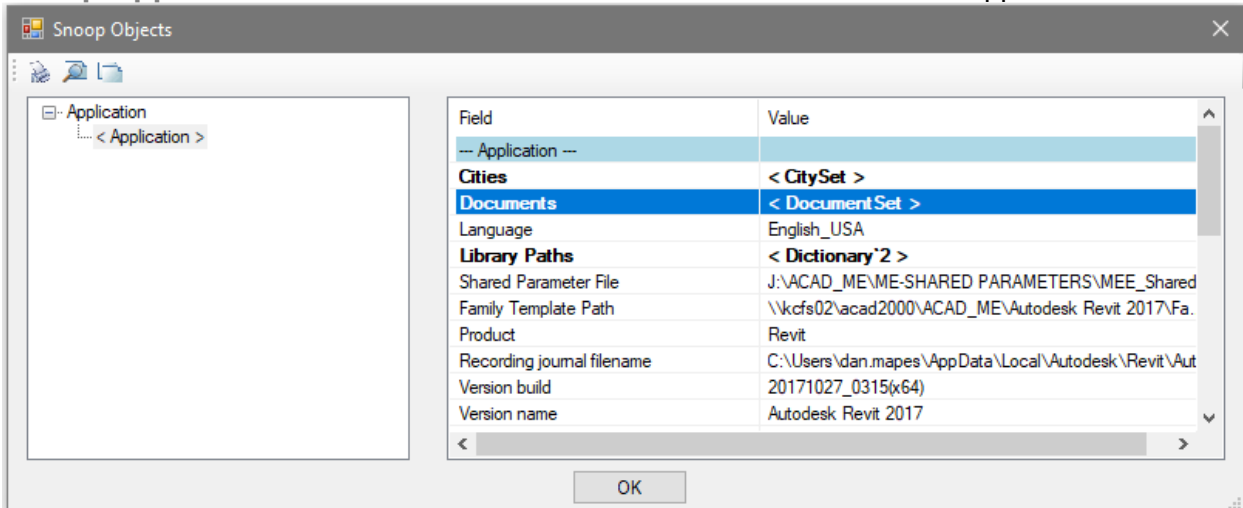 Snoop Objects
Application
< Application >
Field Value
--- Application ---
Cities < CitySet >
Documents < DocumentSet >
Language English_USA
Library Paths < Dictionary`2 >
Shared Parameter File J:\ACAD_ME\ME-SHARED PARAMETERS\MEE_Shared
Family Template Path \\kcfs02\acad2000\ACAD_ME\Autodesk Revit 2017\Fa..
Product Revit
Recording journal filename C:\Users\dan.mapes\AppData\Local\Autodesk\Revit\Aut
Version build 20171027_0315(x64)
Version name Autodesk Revit 2017
OK